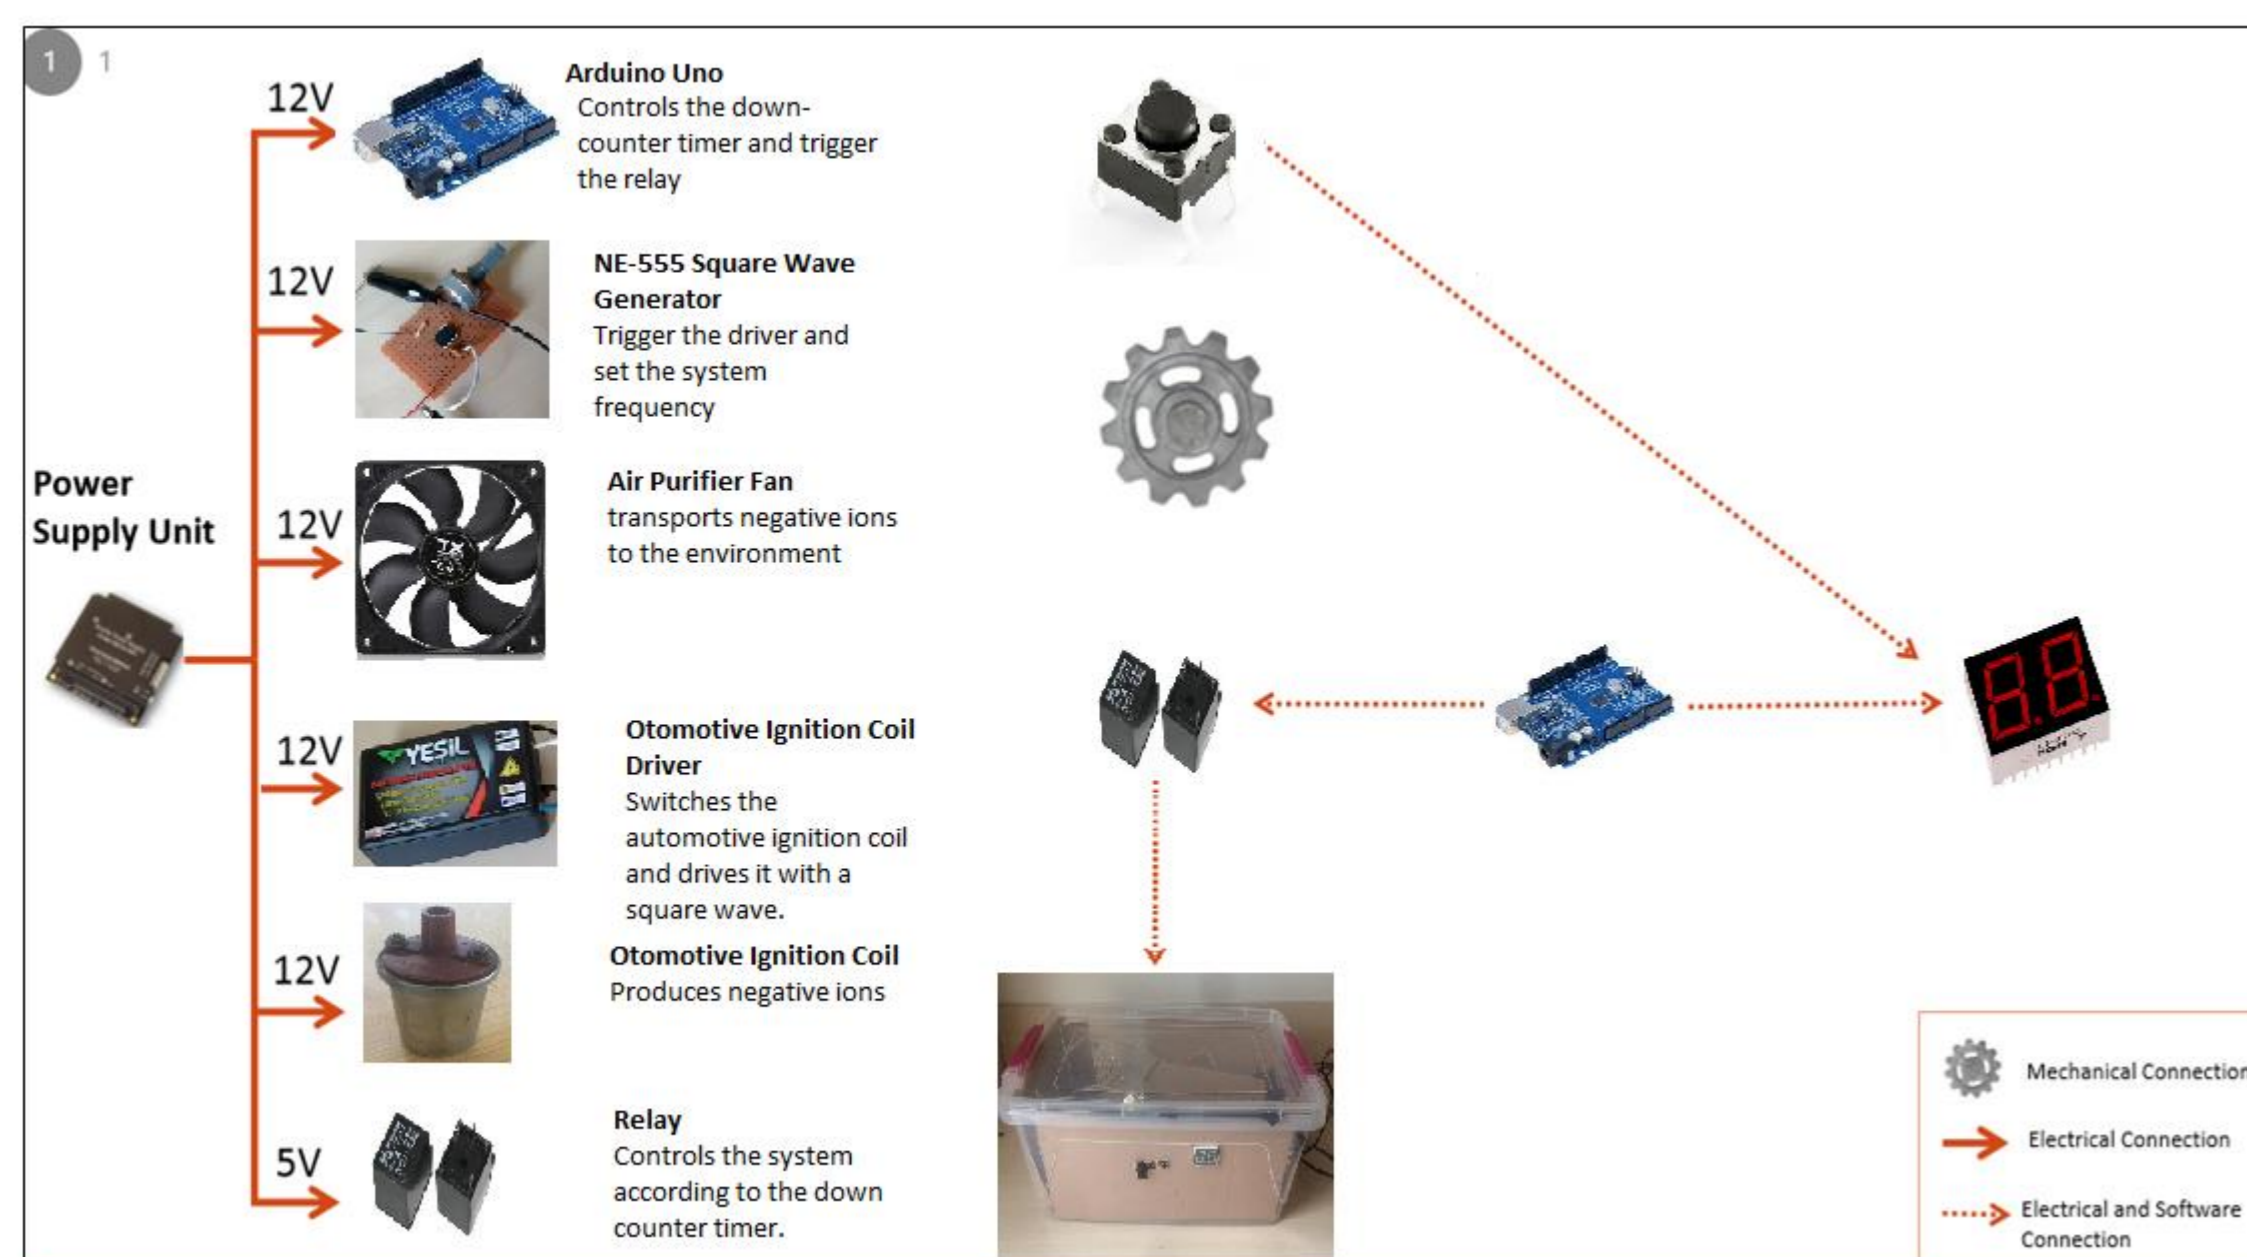 1 1
12V
Arduino Uno
Controls the down-
counter timer and trigger
the relay
12V
NE-555 Square Wave
Generator
Trigger the driver and
set the system
frequency
Power
Supply Unit
12V
Air Purifier Fan
transports negative ions
to the environment
12V
YESIL
Otomotive Ignition Coil
Driver
Switches the
automotive ignition coil
and drives it with a
square wave.
12V
Otomotive Ignition Coil
Produces negative ions
5V
Relay
Controls the system
according to the down
counter timer.
8.8.
Mechanical Connection
Electrical Connection
Electrical and Software
Connection